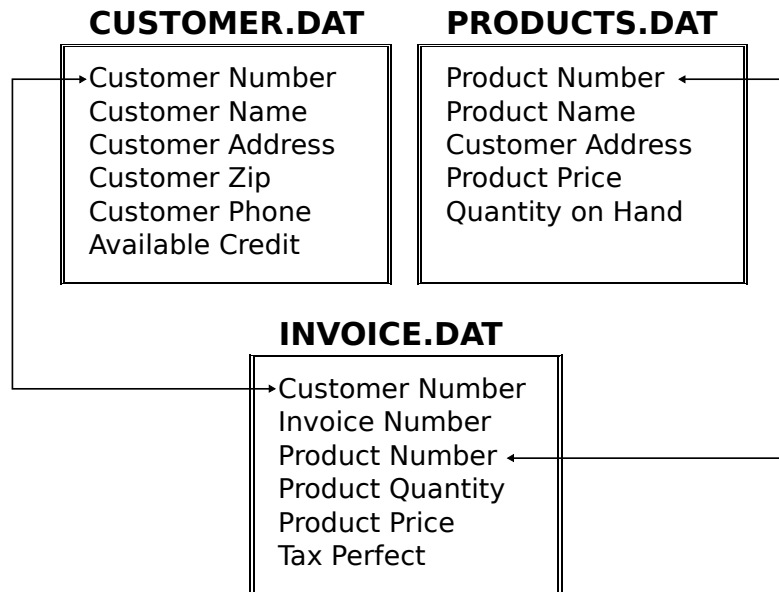 CUSTOMER.DAT
Customer Number
Customer Name
Customer Address
Customer Zip
Customer Phone
Available Credit
PRODUCTS.DAT
Product Number
Product Name
Customer Address
Product Price
Quantity on Hand
INVOICE.DAT
Customer Number
Invoice Number
Product Number
Product Quantity
Product Price
Tax Perfect